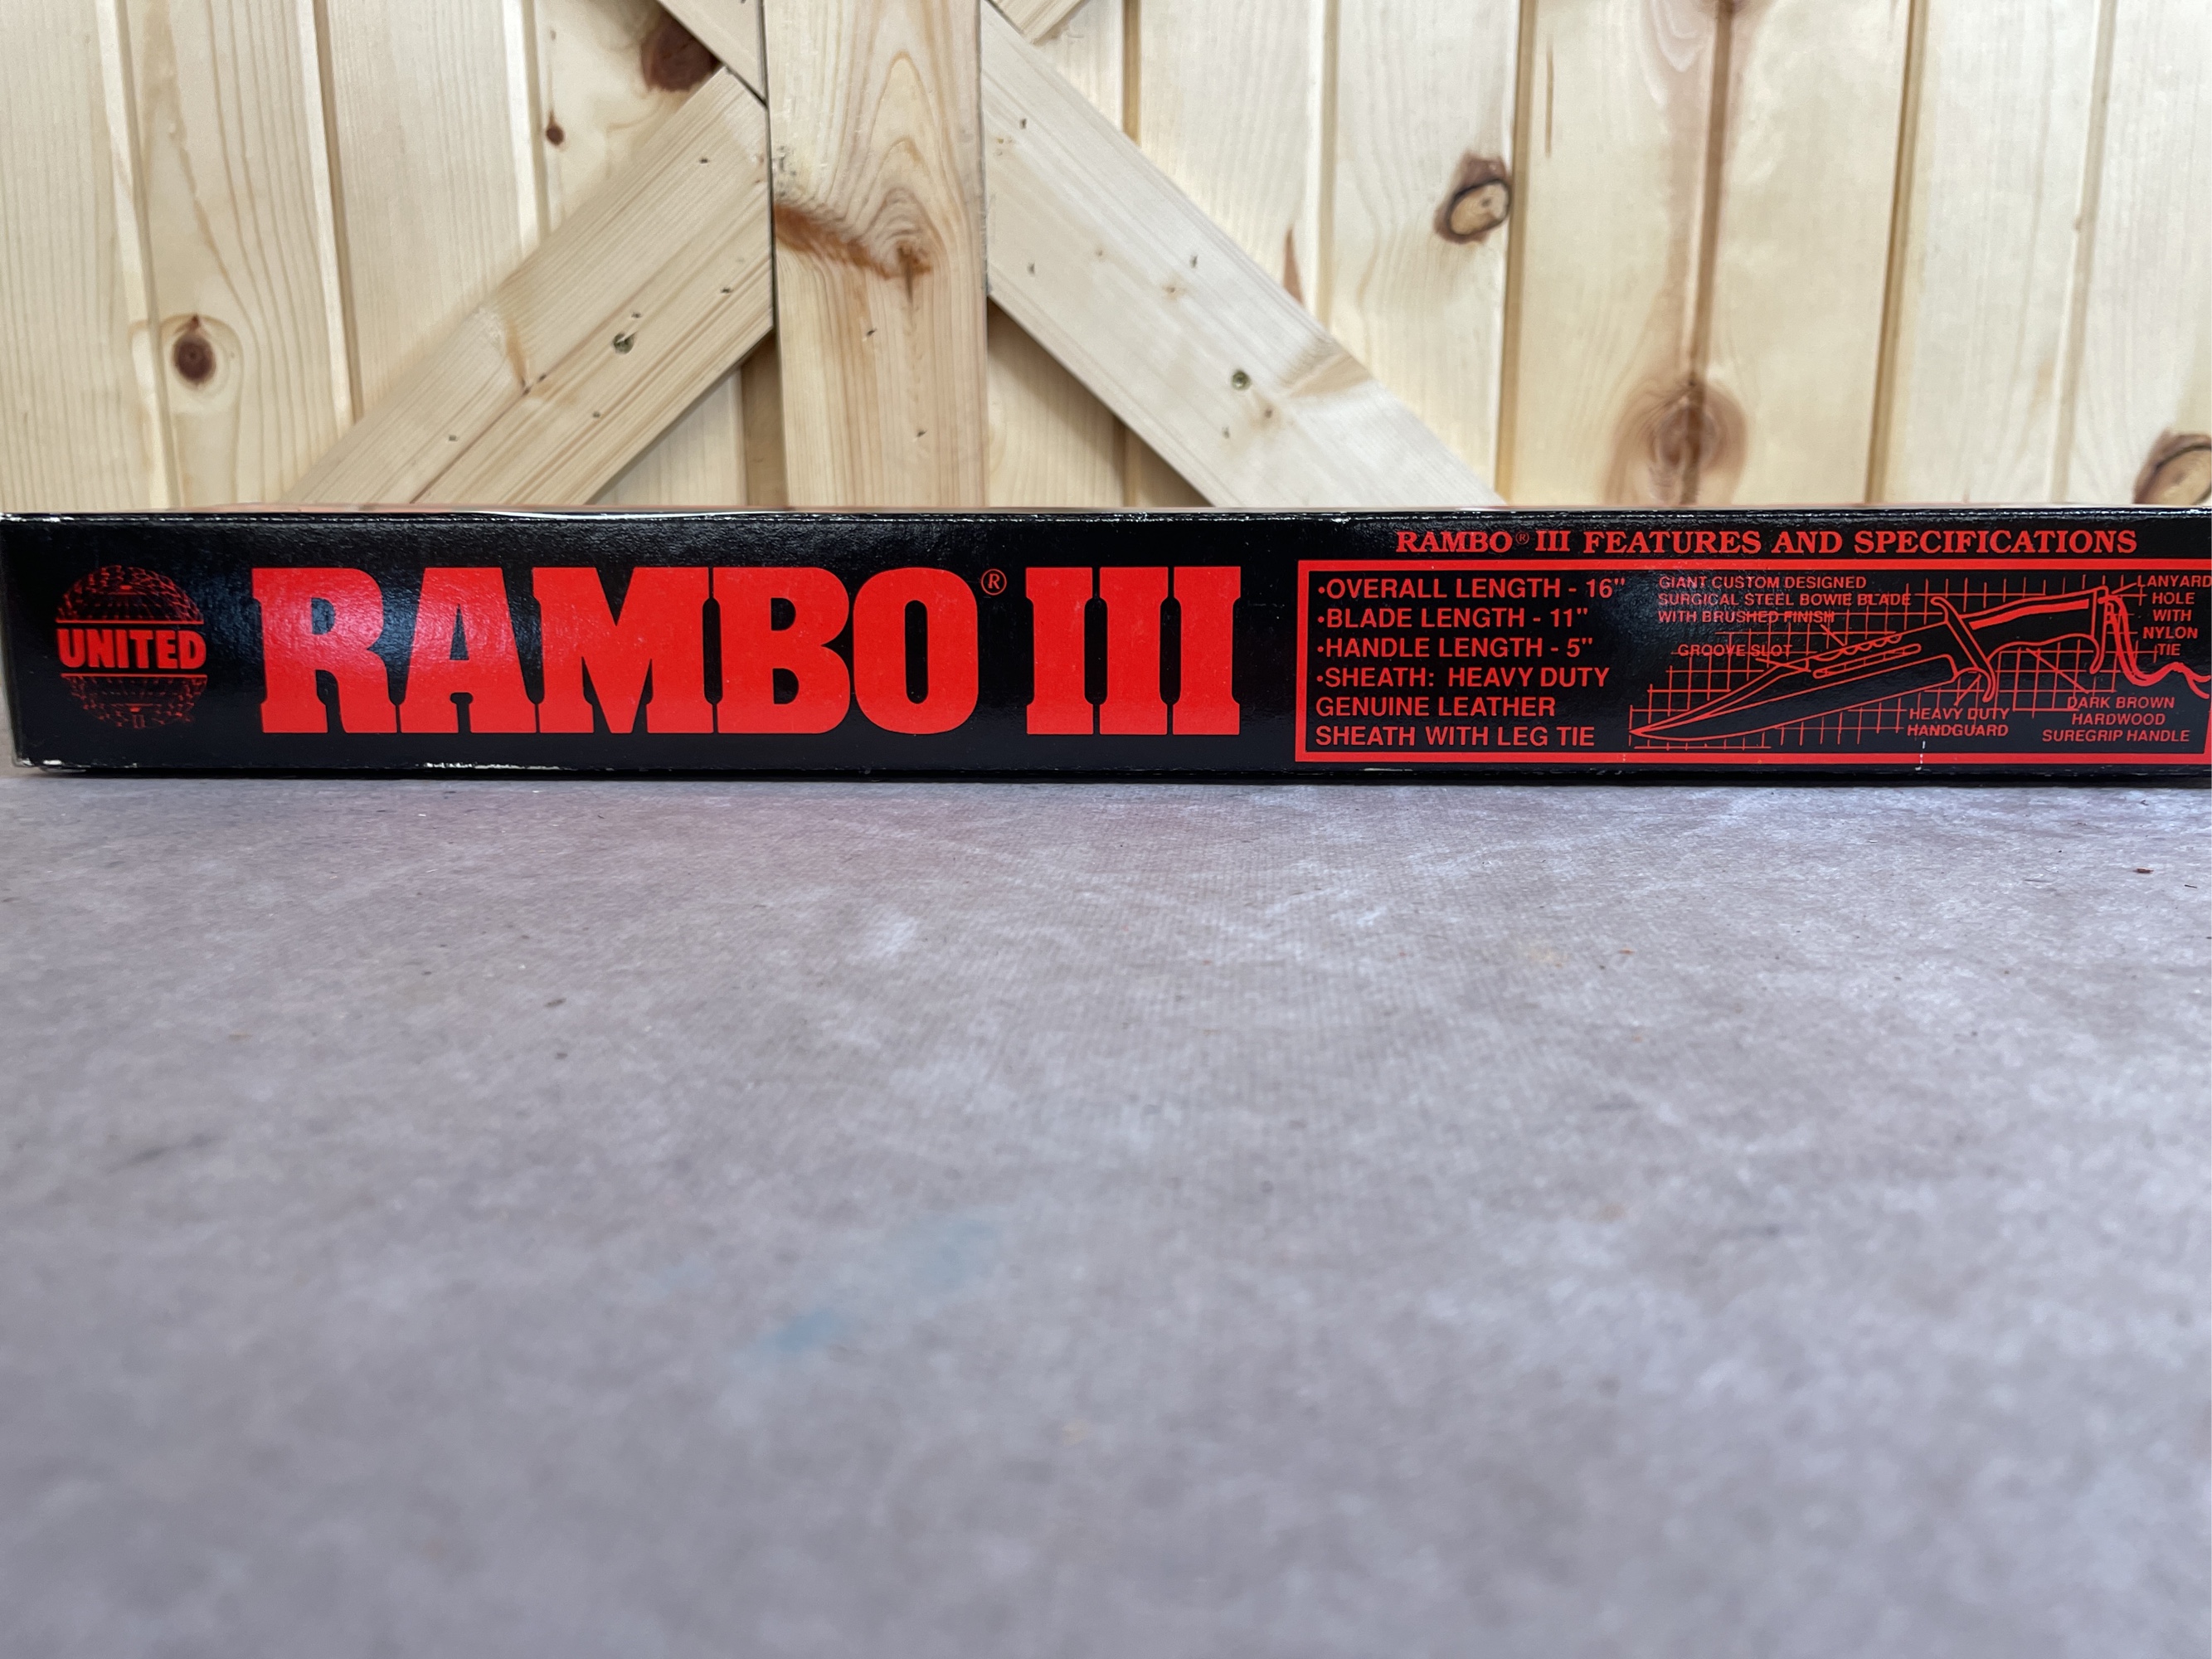 UNITED
RAMBO® III
RAMBO® III FEATURES AND SPECIFICATIONS
•OVERALL LENGTH - 16"
•BLADE LENGTH - 11"
•HANDLE LENGTH - 5"
•SHEATH: HEAVY DUTY
GENUINE LEATHER
SHEATH WITH LEG TIE
GIANT CUSTOM DESIGNED
SURGICAL STEEL BOWIE BLADE
WITH BRUSHED FINISH
GROOVE SLOT
HEAVY DUTY
HANDGUARD
LANYARD
HOLE
WITH
NYLON
TIE
DARK BROWN
HARDWOOD
SUREGRIP HANDLE